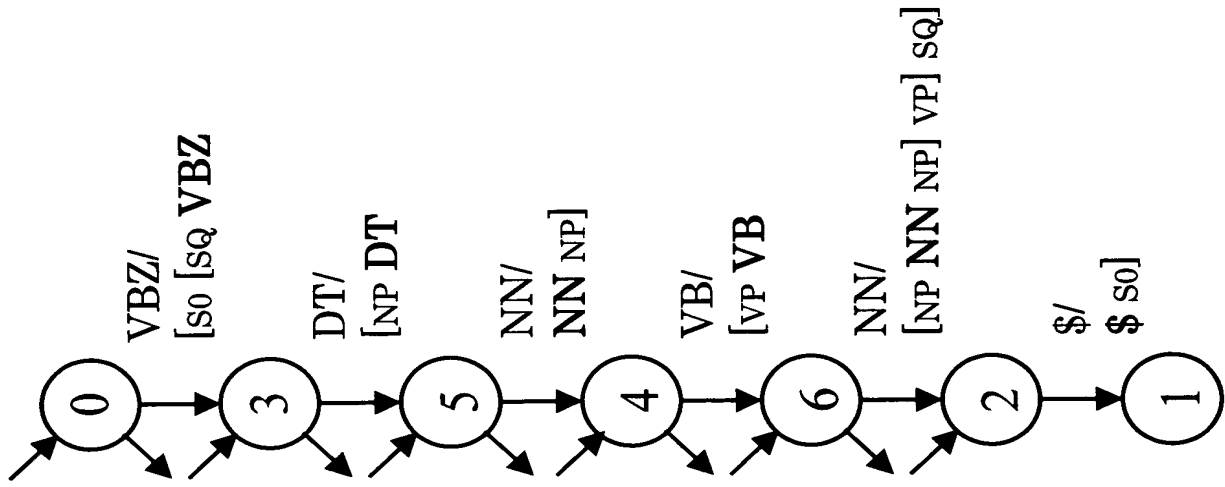 0
VBZ/
[S0 [SQ VBZ
3
DT/
[NP DT
5
NN/
NN NP]
4
VB/
[VP VB
6
NN/
[NP NN NP] VP] SQ]
2
$/
$ S0]
1